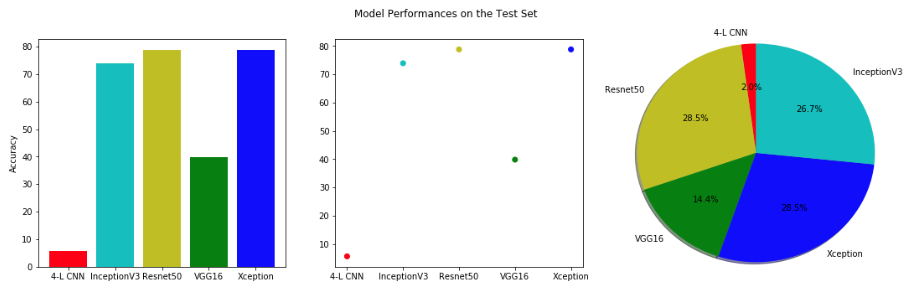 Model Performances on the Test Set
Accuracy
80
70
60
50
40
30
20
10
0
4-L CNN InceptionV3 Resnet50 VGG16 Xception
80
70
60
50
40
30
20
10
4-L CNN InceptionV3 Resnet50 VGG16 Xception
4-L CNN
2.0%
InceptionV3
26.7%
Resnet50
28.5%
14.4%
VGG16
28.5%
Xception